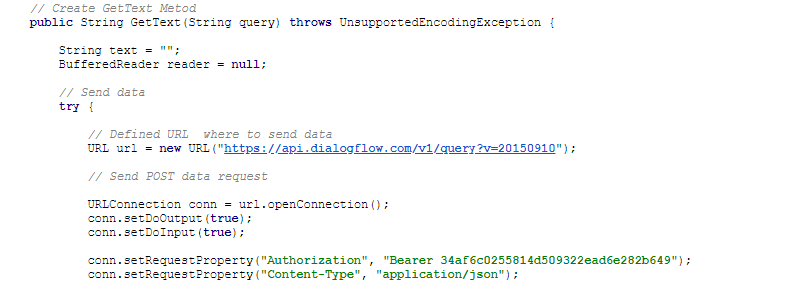 // Create GetText Metod
public String GetText(String query) throws UnsupportedEncodingException {
String text = "";
BufferedReader reader = null;
// Send data
try {
// Defined URL  where to send data
URL url = new URL("https://api.dialogflow.com/v1/query?v=20150910");
// Send POST data request
URLConnection conn = url.openConnection();
conn.setDoOutput(true);
conn.setDoInput(true);
conn.setRequestProperty("Authorization", "Bearer 34af6c0255814d509322ead6e282b649");
conn.setRequestProperty("Content-Type", "application/json");